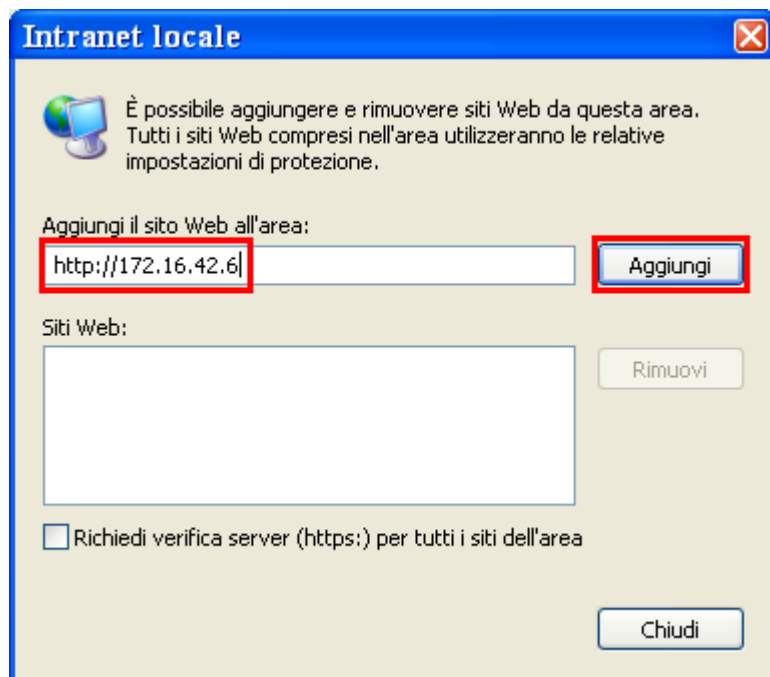 Intranet locale
È possibile aggiungere e rimuovere siti Web da questa area.
Tutti i siti Web compresi nell'area utilizzeranno le relative
impostazioni di protezione.
Aggiungi il sito Web all'area:
http://172.16.42.6
Aggiungi
Siti Web:
Rimuovi
Richiedi verifica server (https:) per tutti i siti dell'area
Chiudi